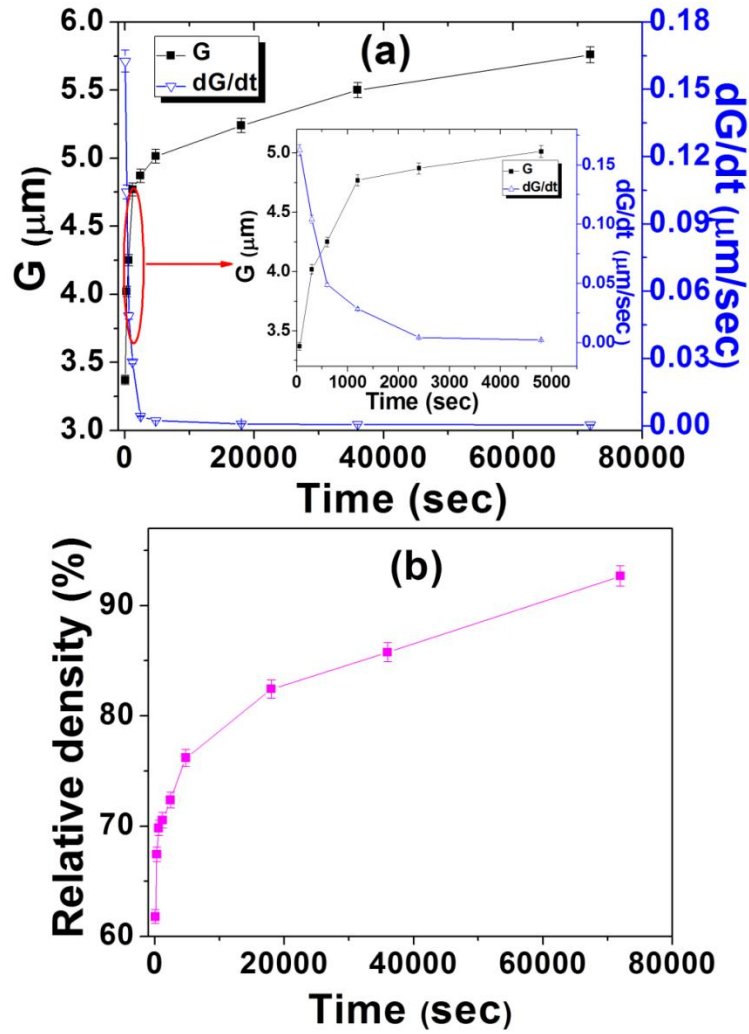 (a)
G
dG/dt
G (μm)
6.0
5.5
5.0
4.5
4.0
3.5
3.0
0.18
0.15
0.12
0.09
0.06
0.03
0.00
dG/dt (μm/sec)
0 20000 40000 60000 80000
Time (sec)
G
dG/dt
G (μm)
5.0
4.5
4.0
3.5
0.15
0.10
0.05
0.00
dG/dt (μm/sec)
0 1000 2000 3000 4000 5000
Time (sec)
(b)
Relative density (%)
90
80
70
60
0 20000 40000 60000 80000
Time (sec)